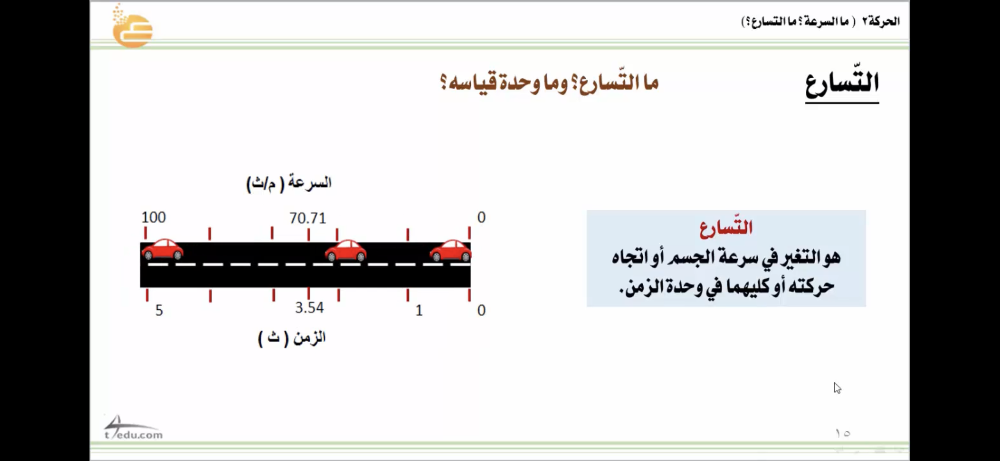 الحركة٢ ( ما السرعة؟ ما التسارع؟)
التّسارع
ما التّسارع؟ وما وحدة قياسه؟
السرعة ( م/ث)
100 70.71 0
التّسارع
هو التغير في سرعة الجسم أو اتجاه
حركته أو كليهما في وحدة الزمن.
5 3.54 1 0
الزمن ( ث )
t4edu.com
١٥